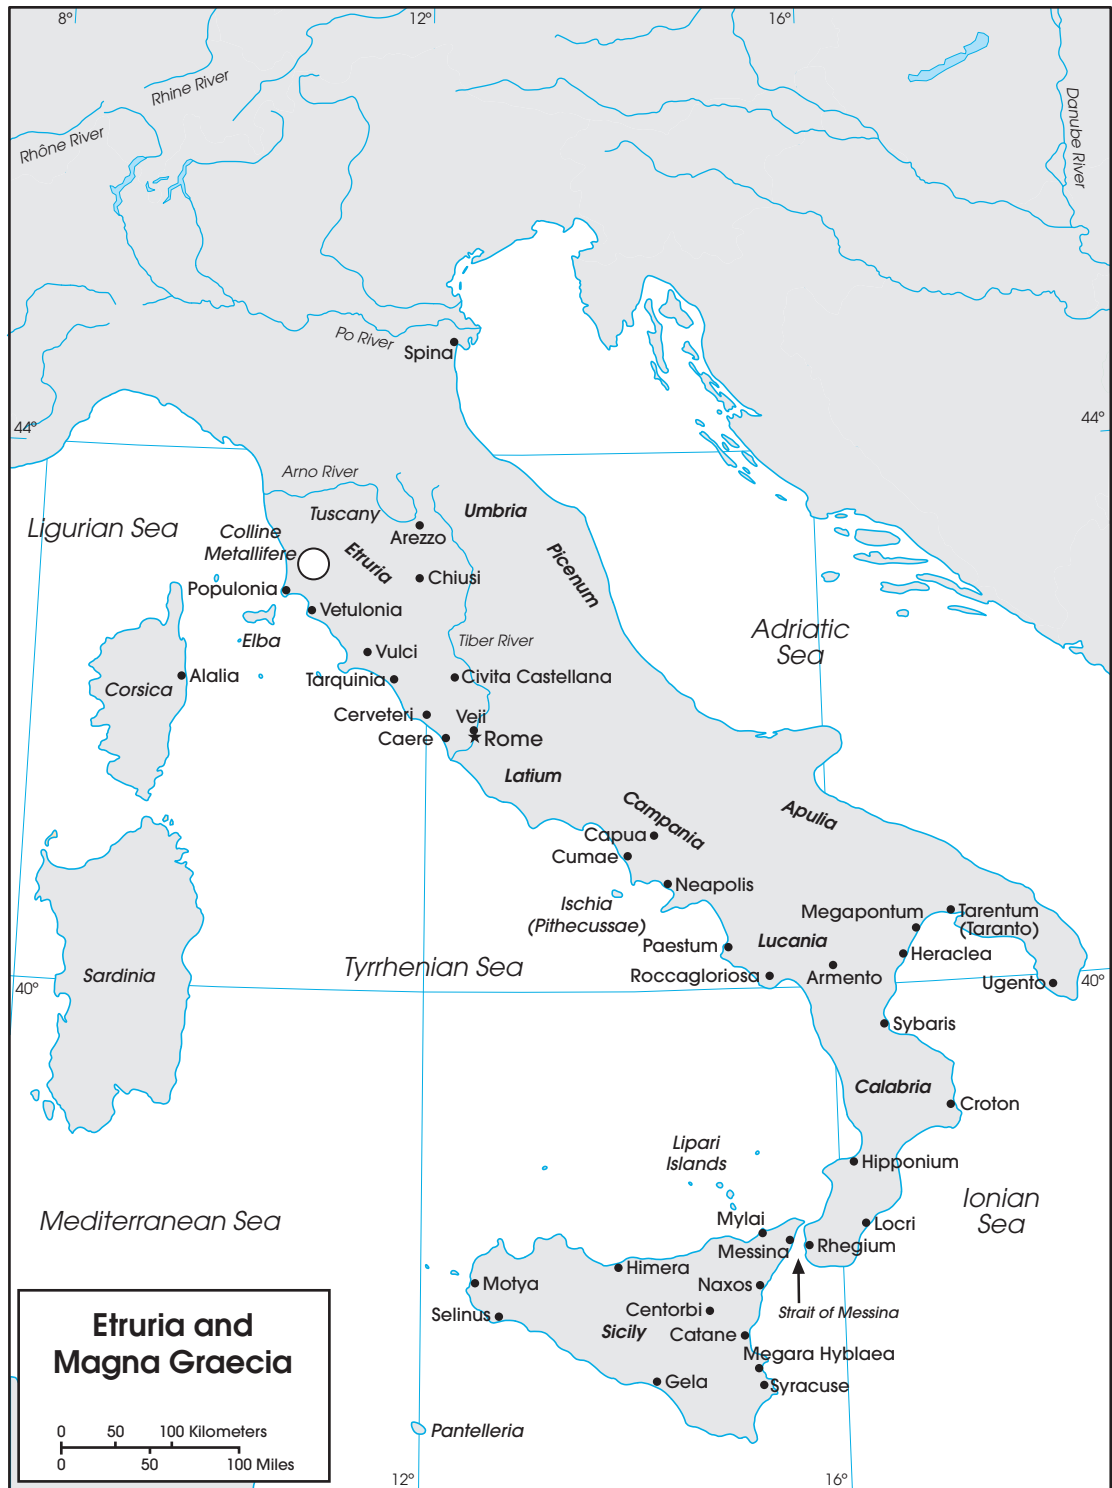 8°
12°
16°
Rhine River
Rhône River
Danube River
Po River
Spina
44°
44°
Arno River
Ligurian Sea
Tuscany
Umbria
Colline
Metallifere
Arezzo
Etruria
Picenum
Chiusi
Populonia
Vetulonia
Elba
Tiber River
Adriatic
Sea
Vulci
Corsica
Alalia
Tarquinia
Civita Castellana
Cerveteri
Veii
Caere
Rome
Latium
Campania
Apulia
Capua
Cumae
Neapolis
Ischia
(Pithecussae)
Megapontum
Tarentum
(Taranto)
Paestum
Lucania
Heraclea
Sardinia
Tyrrhenian Sea
Roccagloriosa
Armento
Ugento
40°
40°
Sybaris
Calabria
Croton
Lipari
Islands
Hipponium
Mediterranean Sea
Ionian
Sea
Mylai
Locri
Messina
Rhegium
Himera
Motya
Naxos
Strait of Messina
Selinus
Centorbi
Sicily
Catane
Megara Hyblaea
Gela
Syracuse
Pantelleria
Etruria and
Magna Graecia
0 50 100 Kilometers
0 50 100 Miles
12°
16°